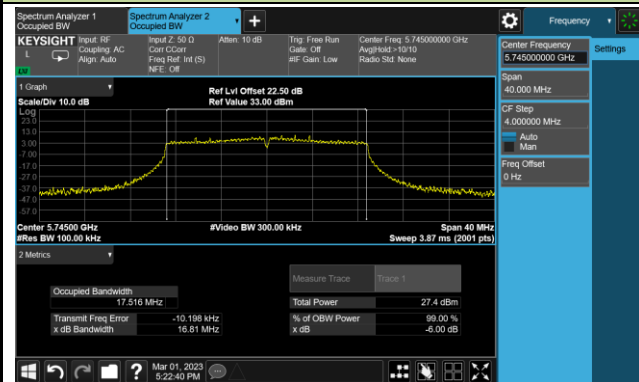 Spectrum Analyzer 1
Occupied BW
Spectrum Analyzer 2
Occupied BW
Frequency
KEYSIGHT
L
Input: RF
Coupling: AC
Align: Auto
Input Z: 50 Ω
Corr CCorr
Freq Ref: Int (S)
NFE: Off
Atten: 10 dB
Trig: Free Run
Gate: Off
#IF Gain: Low
Center Freq: 5.745000000 GHz
Avg|Hold:>10/10
Radio Std: None
Center Frequency
5.745000000 GHz
Settings
Span
40.000 MHz
CF Step
4.000000 MHz
Auto
Man
Freq Offset
0 Hz
1 Graph
Scale/Div 10.0 dB
Ref Lvl Offset 22.50 dB
Ref Value 33.00 dBm
Log
23.0
13.0
3.00
-7.00
-17.0
-27.0
-37.0
-47.0
-57.0
Center 5.74500 GHz
#Res BW 100.00 kHz
#Video BW 300.00 kHz
Span 40 MHz
Sweep 3.87 ms (2001 pts)
2 Metrics
Measure Trace
Trace 1
Occupied Bandwidth
17.516 MHz
Total Power
27.4 dBm
Transmit Freq Error
-10.198 kHz
% of OBW Power
99.00 %
x dB Bandwidth
16.81 MHz
x dB
-6.00 dB
Mar 01, 2023
5:22:40 PM